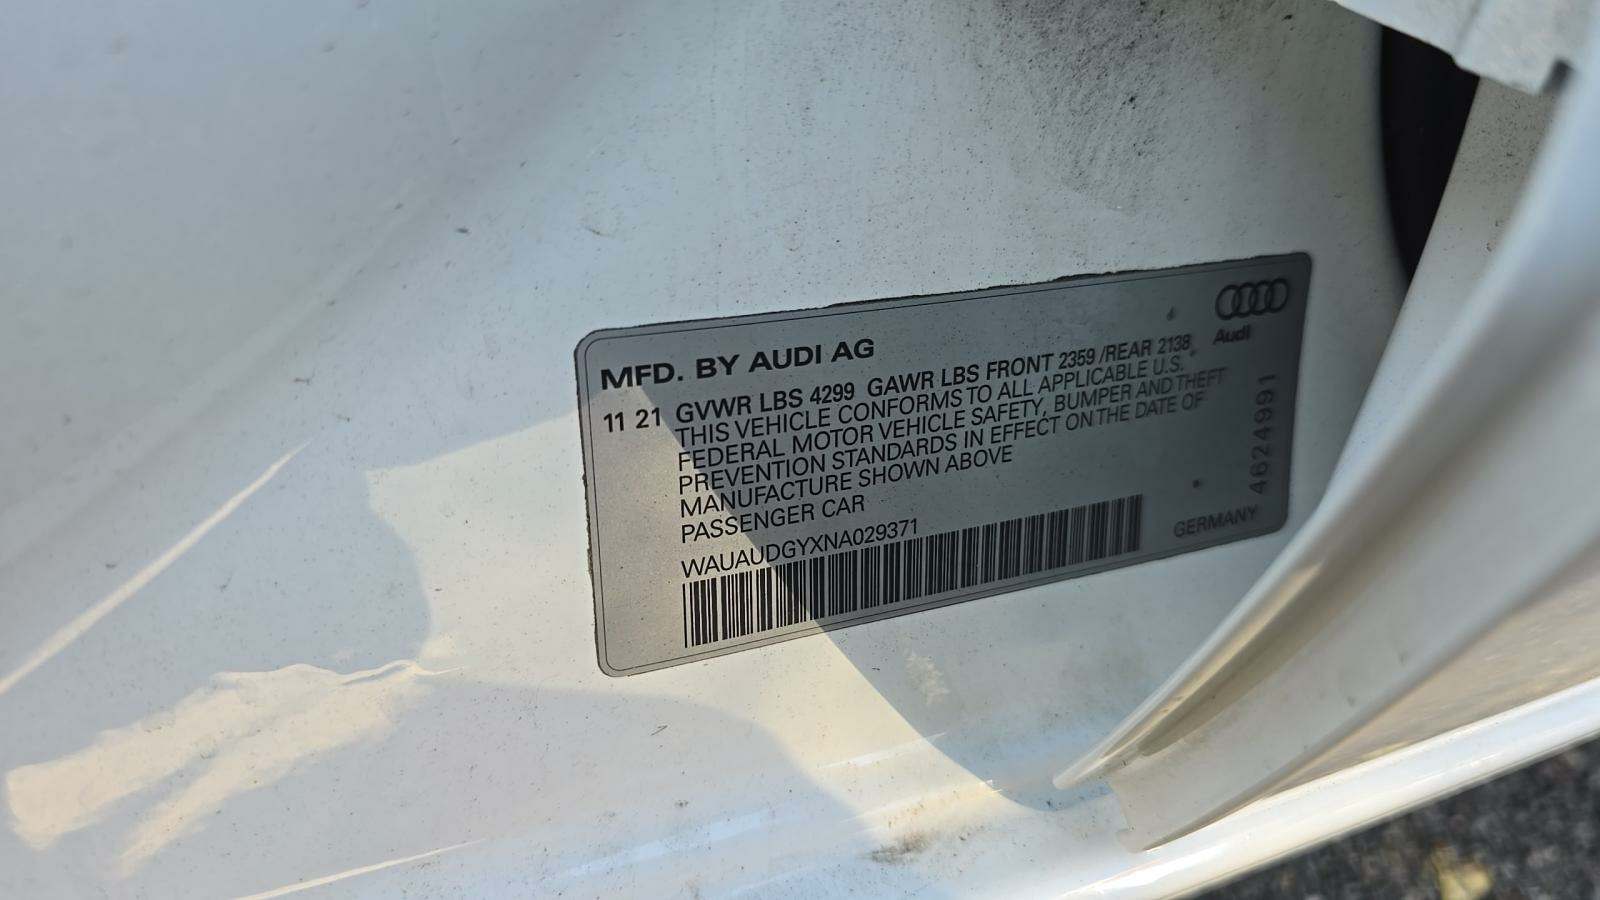 MFD. BY AUDI AG
Audi
11 21 GVWR LBS 4299 GAWR LBS FRONT 2359 /REAR 2138
THIS VEHICLE CONFORMS TO ALL APPLICABLE U.S.
FEDERAL MOTOR VEHICLE SAFETY, BUMPER AND THEFT
PREVENTION STANDARDS IN EFFECT ON THE DATE OF
MANUFACTURE SHOWN ABOVE
PASSENGER CAR
WAUAUDGYXNA029371
GERMANY
4624991